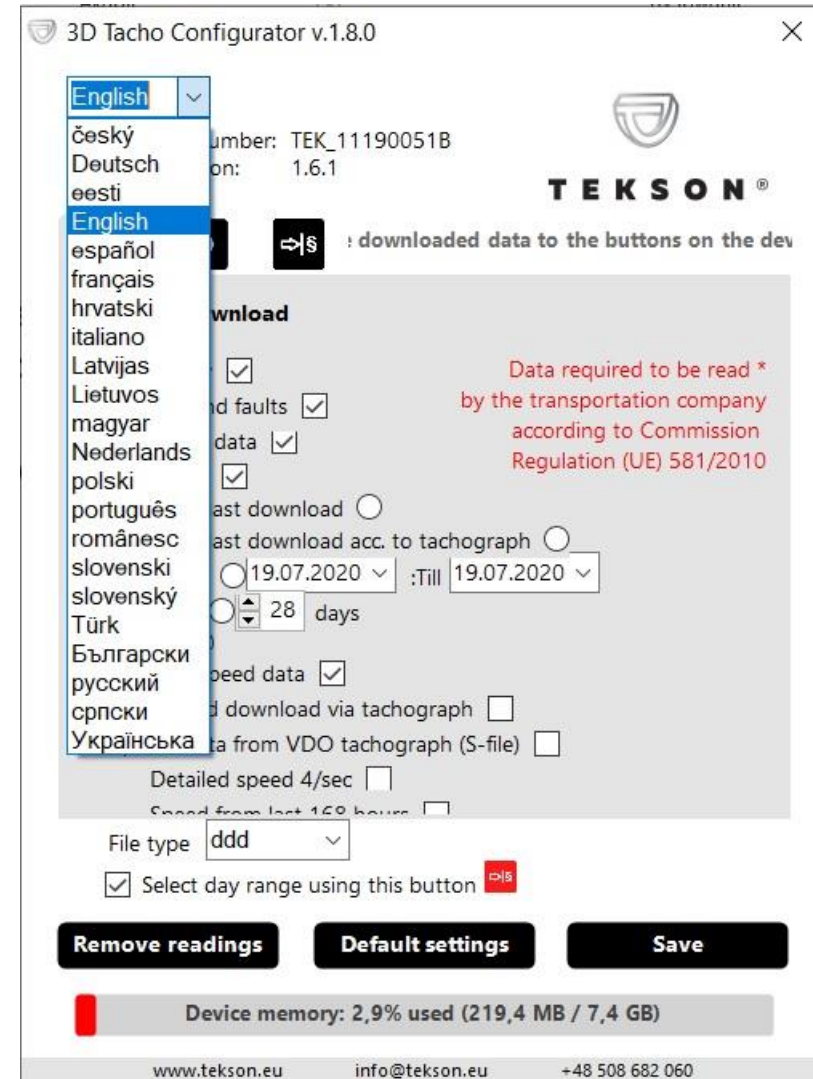 3D Tacho Configurator v.1.8.0
English
český
Deutsch
eesti
English
español
français
hrvatski
italiano
Latvijas
Lietuvos
magyar
Nederlands
polski
português
românesc
slovenski
slovenský
Türk
Български
русский
српски
Українська
umber: TEK_11190051B
on: 1.6.1
TEKSON®
downloaded data to the buttons on the dev
wnload
Data required to be read *
by the transportation company
according to Commission
Regulation (UE) 581/2010
nd faults
data
ast download
ast download acc. to tachograph
19.07.2020 :Till 19.07.2020
28 days
peed data
d download via tachograph
ta from VDO tachograph (S-file)
Detailed speed 4/sec
Speed from last 168 hours
File type ddd
Select day range using this button
Remove readings Default settings Save
Device memory: 2,9% used (219,4 MB / 7,4 GB)
www.tekson.eu info@tekson.eu +48 508 682 060